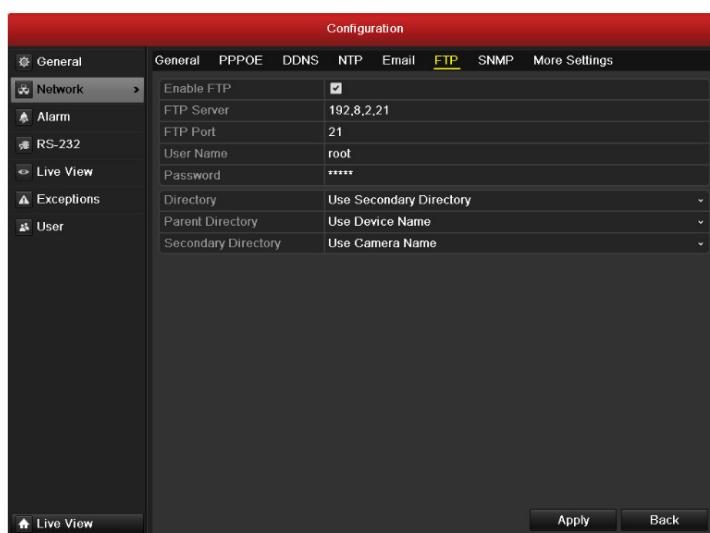 Configuration
General
Network >
Alarm
RS-232
Live View
Exceptions
User
General PPPOE DDNS NTP Email FTP SNMP More Settings
Enable FTP
FTP Server 192,8,2,21
FTP Port 21
User Name root
Password *****
Directory Use Secondary Directory
Parent Directory Use Device Name
Secondary Directory Use Camera Name
Live View
Apply Back